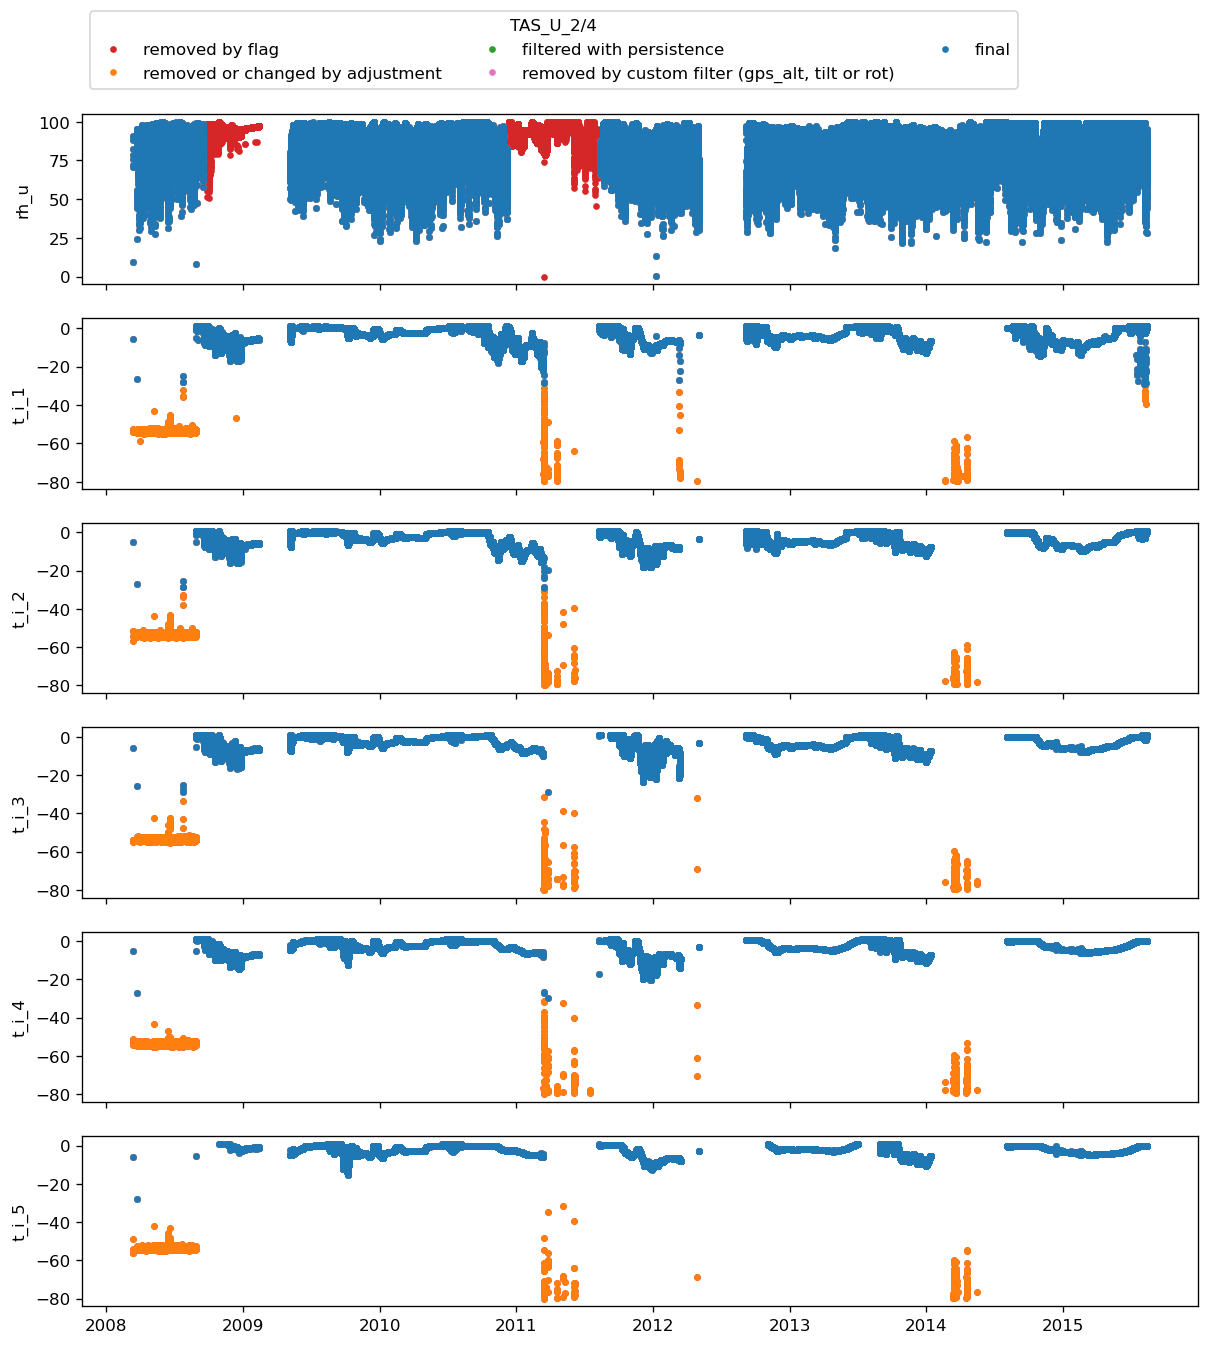 TAS_U_2/4
removed by flag
filtered with persistence
final
removed or changed by adjustment
removed by custom filter (gps_alt, tilt or rot)
100
75
50
25
0
rh_u
0
−20
−40
−60
−80
t_i_1
0
−20
−40
−60
−80
t_i_2
0
−20
−40
−60
−80
t_i_3
0
−20
−40
−60
−80
t_i_4
0
−20
−40
−60
−80
t_i_5
2008 2009 2010 2011 2012 2013 2014 2015